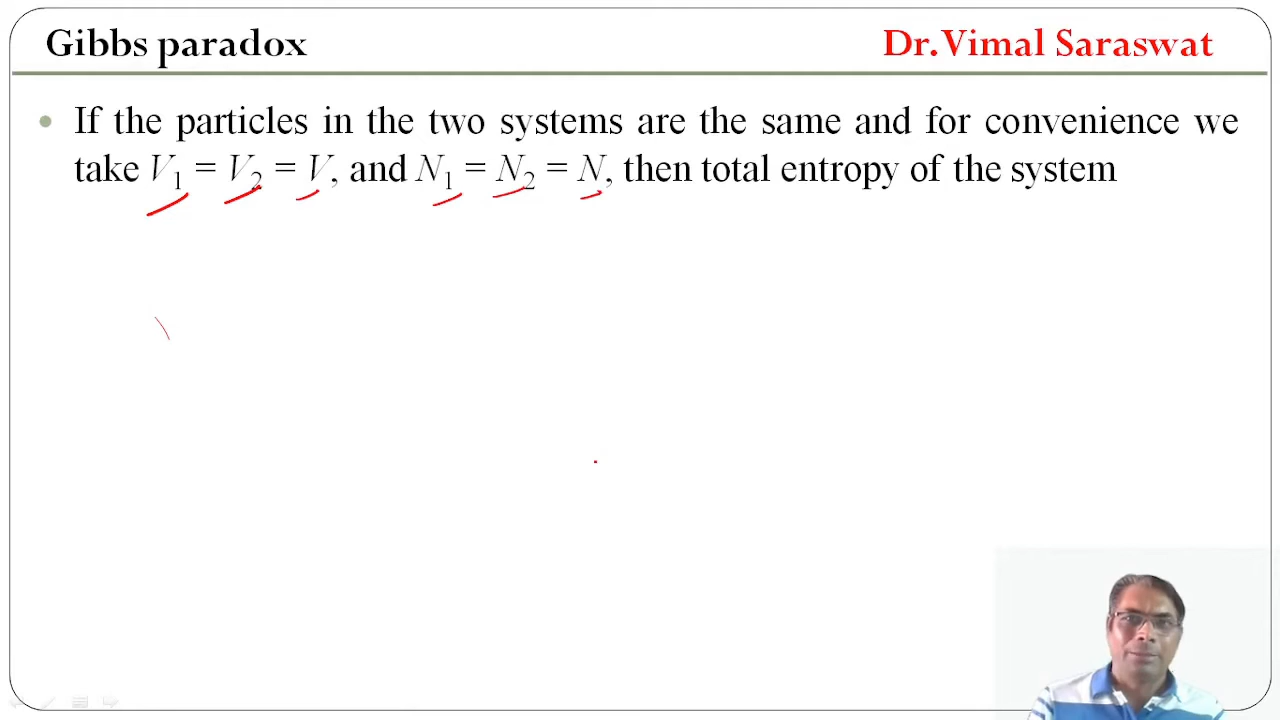 Gibbs paradox
Dr.Vimal Saraswat
If the particles in the two systems are the same and for convenience we
take V₁ = V₂ = V, and N₁ = N₂ = N, then total entropy of the system